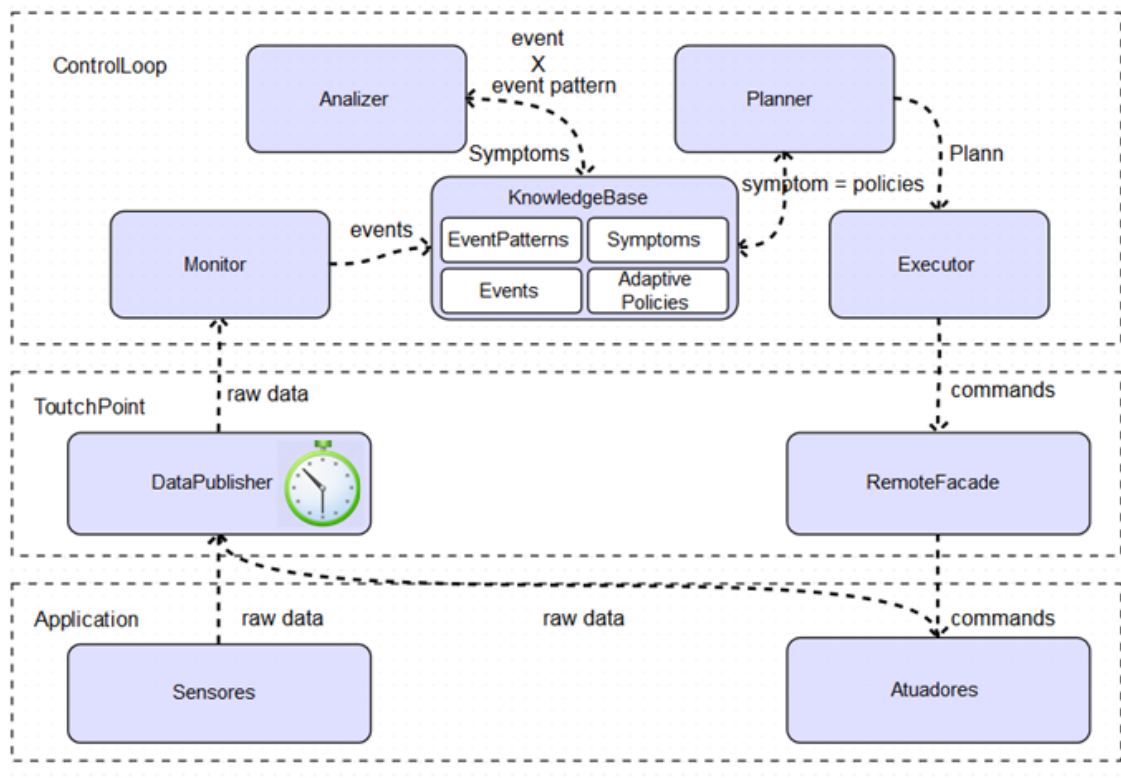 ControlLoop
Analizer
event
X
event pattern
Planner
Symptoms
Plann
symptom = policies
KnowledgeBase
EventPatterns
Symptoms
Events
Adaptive
Policies
events
Monitor
Executor
raw data
commands
ToutchPoint
DataPublisher
RemoteFacade
Application
raw data
raw data
commands
Sensores
Atuadores